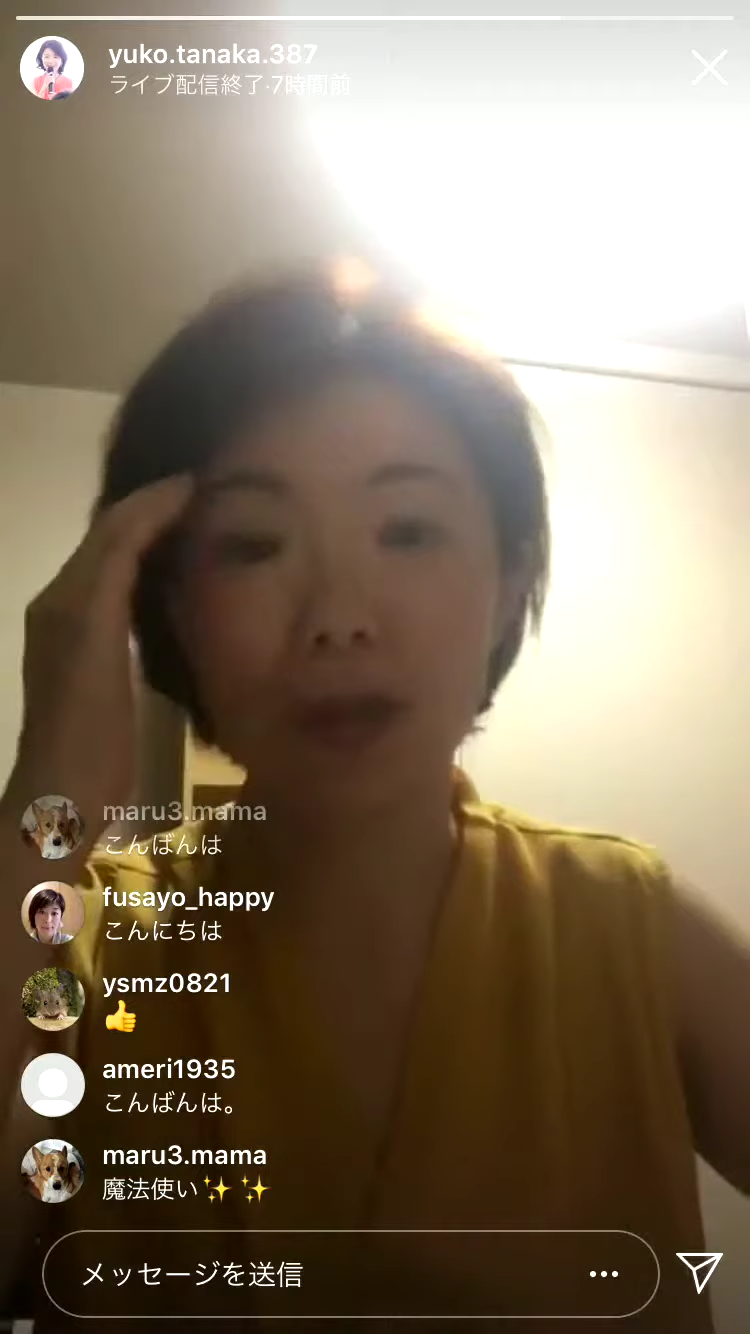 yuko.tanaka.387
ライブ配信終了·7時間前
maru3.mama
こんばんは
fusayo_happy
こんにちは
ysmz0821
👍
ameri1935
こんばんは。
maru3.mama
魔法使い✨✨
メッセージを送信